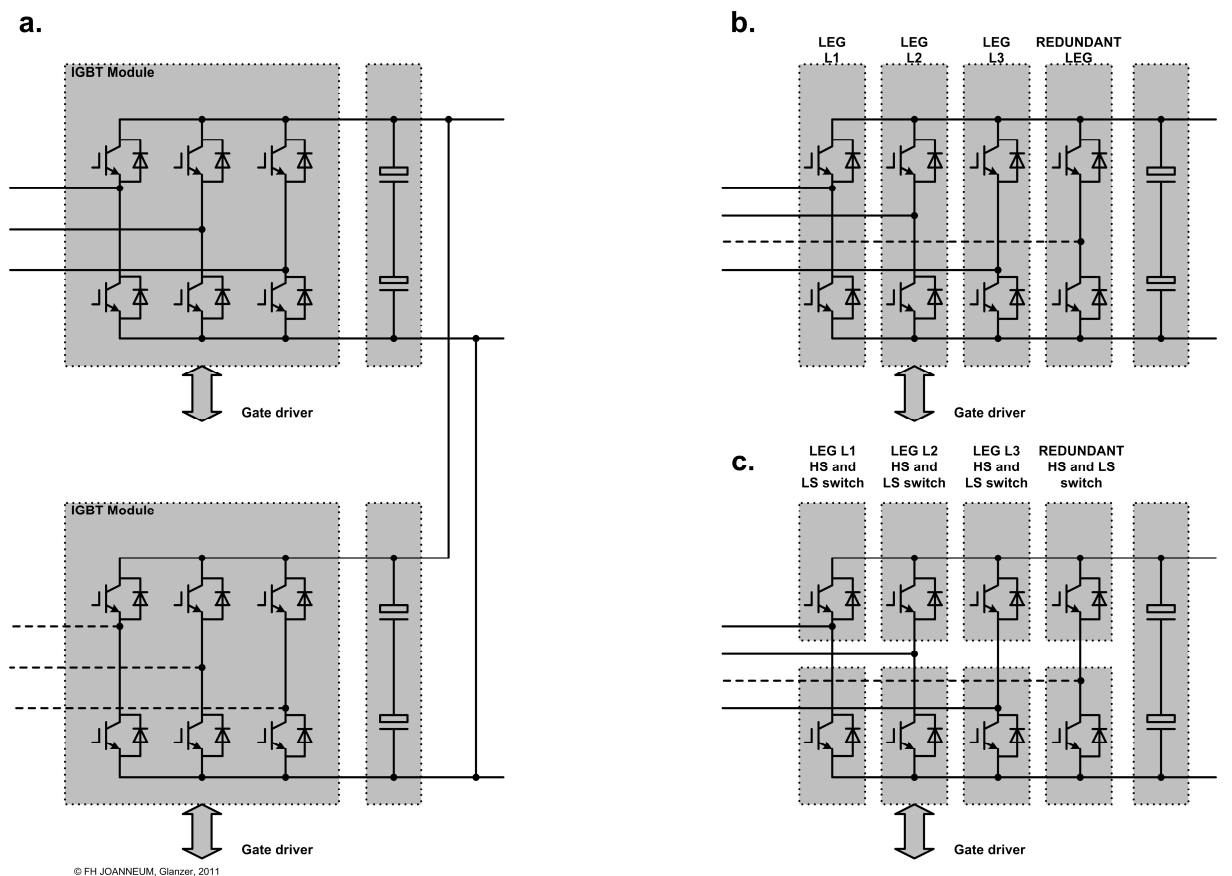 a.
IGBT Module
Gate driver
IGBT Module
Gate driver
© FH JOANNEUM, Glanzer, 2011
b.
LEG
L1
LEG
L2
LEG
L3
REDUNDANT
LEG
Gate driver
c.
LEG L1
HS and
LS switch
LEG L2
HS and
LS switch
LEG L3
HS and
LS switch
REDUNDANT
HS and LS
switch
Gate driver